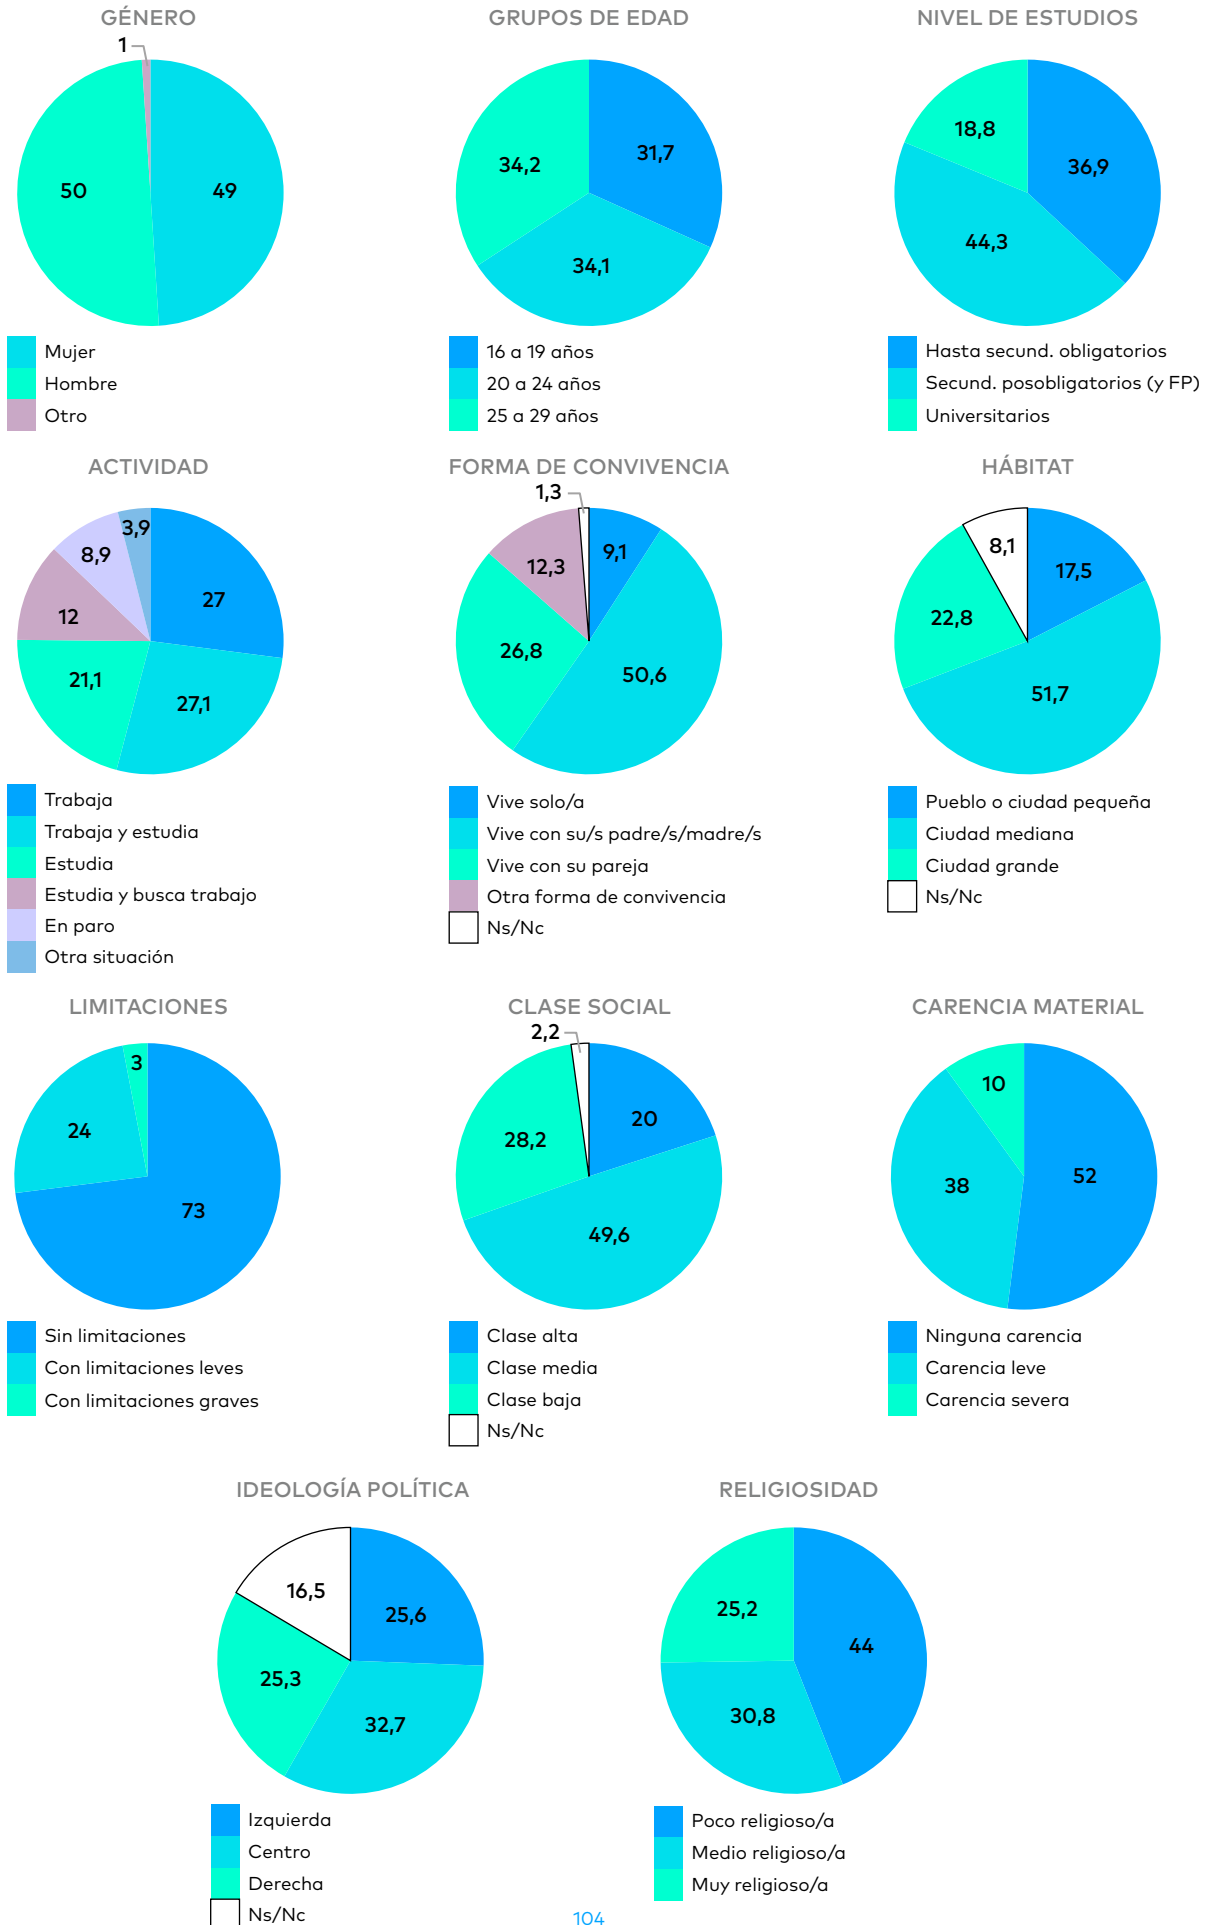 GÉNERO
1
50
49
Mujer
Hombre
Otro
GRUPOS DE EDAD
34,2
31,7
34,1
16 a 19 años
20 a 24 años
25 a 29 años
NIVEL DE ESTUDIOS
18,8
36,9
44,3
Hasta secund. obligatorios
Secund. posobligatorios (y FP)
Universitarios
ACTIVIDAD
3,9
8,9
27
12
21,1
27,1
Trabaja
Trabaja y estudia
Estudia
Estudia y busca trabajo
En paro
Otra situación
FORMA DE CONVIVENCIA
1,3
9,1
12,3
26,8
50,6
Vive solo/a
Vive con su/s padre/s/madre/s
Vive con su pareja
Otra forma de convivencia
Ns/Nc
HÁBITAT
8,1
17,5
22,8
51,7
Pueblo o ciudad pequeña
Ciudad mediana
Ciudad grande
Ns/Nc
LIMITACIONES
3
24
73
Sin limitaciones
Con limitaciones leves
Con limitaciones graves
CLASE SOCIAL
2,2
20
28,2
49,6
Clase alta
Clase media
Clase baja
Ns/Nc
CARENCIA MATERIAL
10
52
38
Ninguna carencia
Carencia leve
Carencia severa
IDEOLOGÍA POLÍTICA
16,5
25,6
25,3
32,7
Izquierda
Centro
Derecha
Ns/Nc
RELIGIOSIDAD
25,2
44
30,8
Poco religioso/a
Medio religioso/a
Muy religioso/a
104